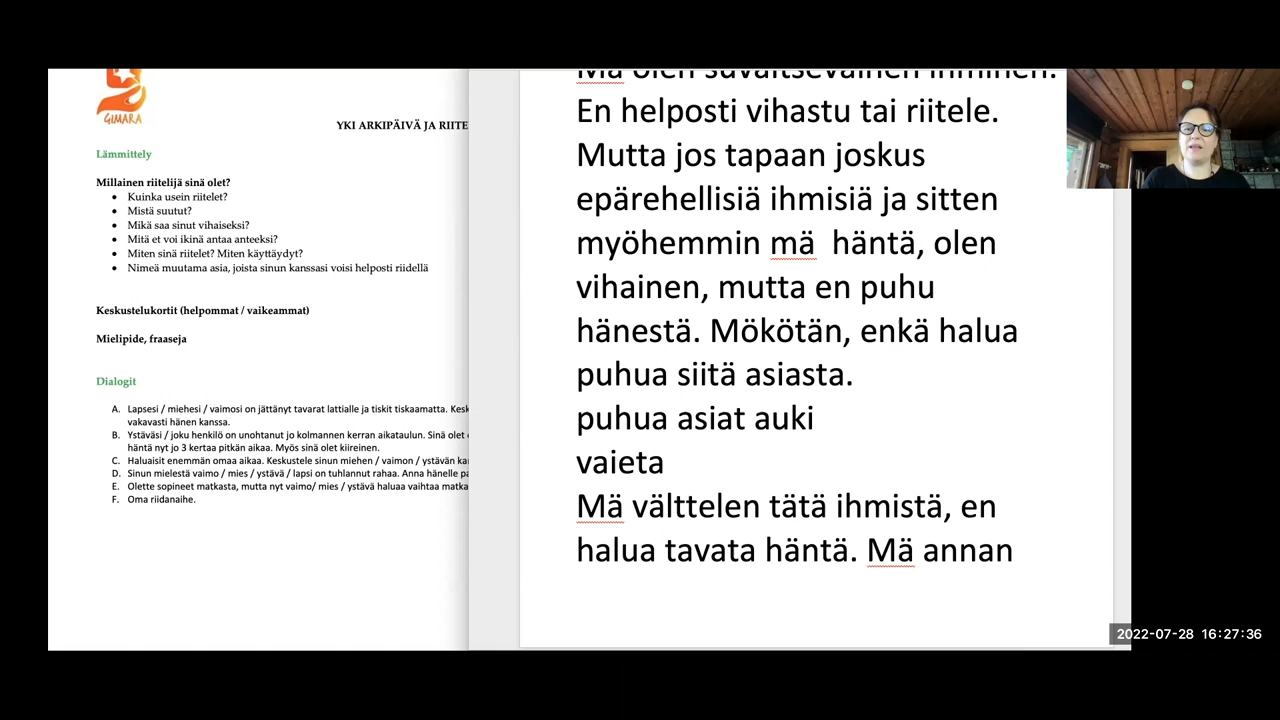 GIMARA
YKI ARKIPÄIVÄ JA RIITE
Lämmittely
Millainen riitelijä sinä olet?
Kuinka usein riitelet?
Mistä suutut?
Mikä saa sinut vihaiseksi?
Mitä et voi ikinä antaa anteeksi?
Miten sinä riitelet? Miten käyttäydyt?
Nimeä muutama asia, joista sinun kanssasi voisi helposti riidellä
Keskustelukortit (helpommat / vaikeammat)
Mielipide, fraaseja
Dialogit
A. Lapsesi / miehesi / vaimosi on jättänyt tavarat lattialle ja tiskit tiskaamatta. Kesk
vakavasti hänen kanssa.
B. Ystäväsi / joku henkilö on unohtanut jo kolmannen kerran aikataulun. Sinä olet
häntä nyt jo 3 kertaa pitkän aikaa. Myös sinä olet kiireinen.
C. Haluaisit enemmän omaa aikaa. Keskustele sinun miehen / vaimon / ystävän ka
D. Sinun mielestä vaimo / mies / ystävä / lapsi on tuhlannut rahaa. Anna hänelle pa
E. Olette sopineet matkasta, mutta nyt vaimo/ mies / ystävä haluaa vaihtaa matka
F. Oma riidanaihe.
Mä olen suvaitsevainen ihminen.
En helposti vihastu tai riitele.
Mutta jos tapaan joskus
epärehellisiä ihmisiä ja sitten
myöhemmin mä  häntä, olen
vihainen, mutta en puhu
hänestä. Mökötän, enkä halua
puhua siitä asiasta.
puhua asiat auki
vaieta
Mä välttelen tätä ihmistä, en
halua tavata häntä. Mä annan
2022-07-28 16:27:36